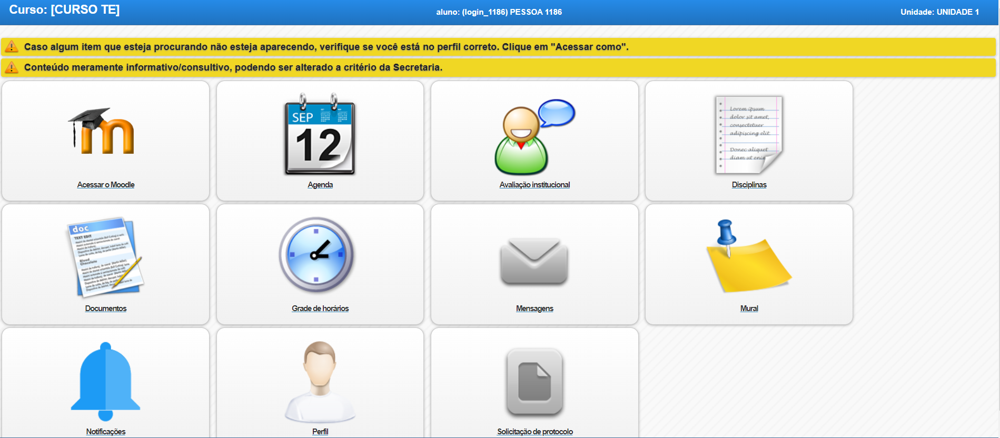 Curso: [CURSO TE]
aluno: (login_1186) PESSOA 1186
Unidade: UNIDADE 1
Caso algum item que esteja procurando não esteja aparecendo, verifique se você está no perfil correto. Clique em "Acessar como".
Conteúdo meramente informativo/consultivo, podendo ser alterado a critério da Secretaria.
m
SEP
12
Lorem ipsum
dolor sit amet,
consectetuer
adipiscing elit.
Donec aliquet
diam ut enim
Acessar o Moodle
Agenda
Avaliação institucional
Disciplinas
doc
TEXT EDIT
Documentos
Grade de horários
Mensagens
Mural
Notificações
Perfil
Solicitação de protocolo